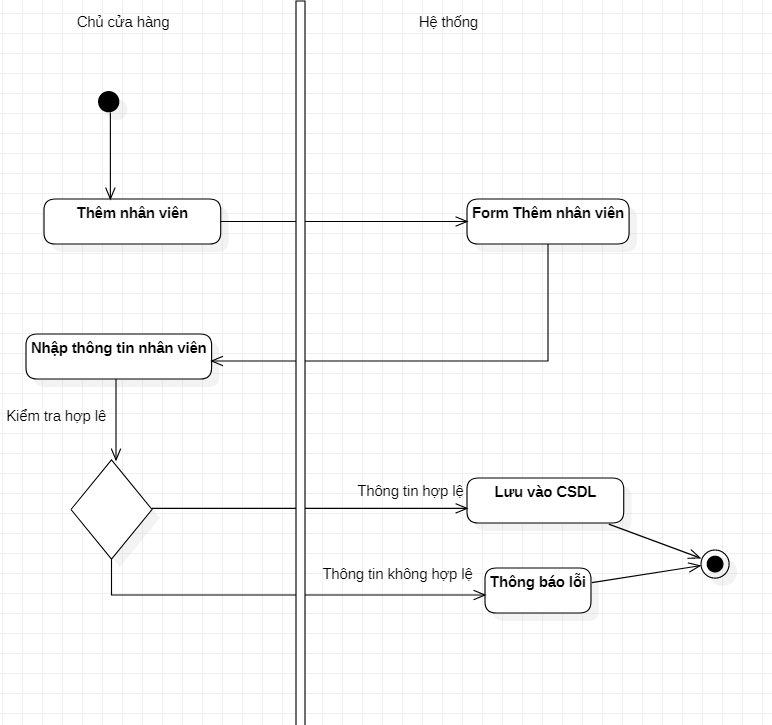 Chủ cửa hàng
Hệ thống
Thêm nhân viên
Form Thêm nhân viên
Nhập thông tin nhân viên
Kiểm tra hợp lê
Thông tin hợp lệ
Lưu vào CSDL
Thông tin không hợp lệ
Thông báo lỗi